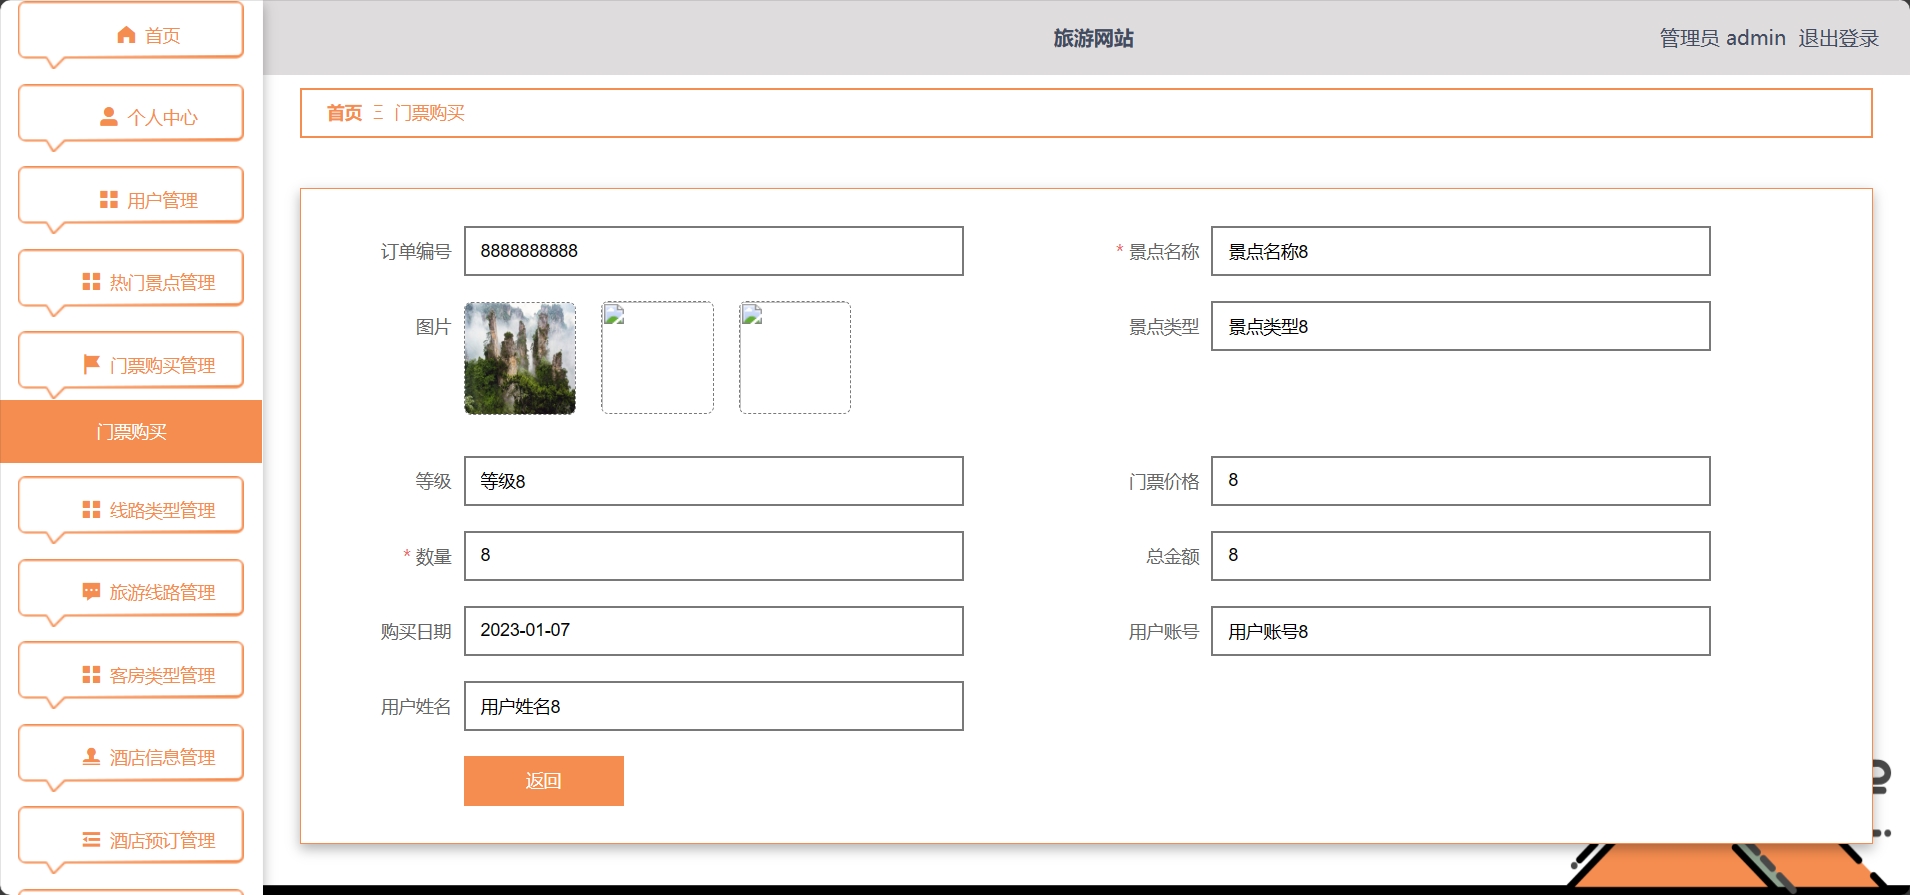 旅游网站
管理员 admin 退出登录
首页
个人中心
用户管理
热门景点管理
门票购买管理
门票购买
线路类型管理
旅游线路管理
客房类型管理
酒店信息管理
酒店预订管理
首页 Ξ 门票购买
订单编号 8888888888
* 景点名称 景点名称8
图片
景点类型 景点类型8
等级 等级8
门票价格 8
* 数量 8
总金额 8
购买日期 2023-01-07
用户账号 用户账号8
用户姓名 用户姓名8
返回